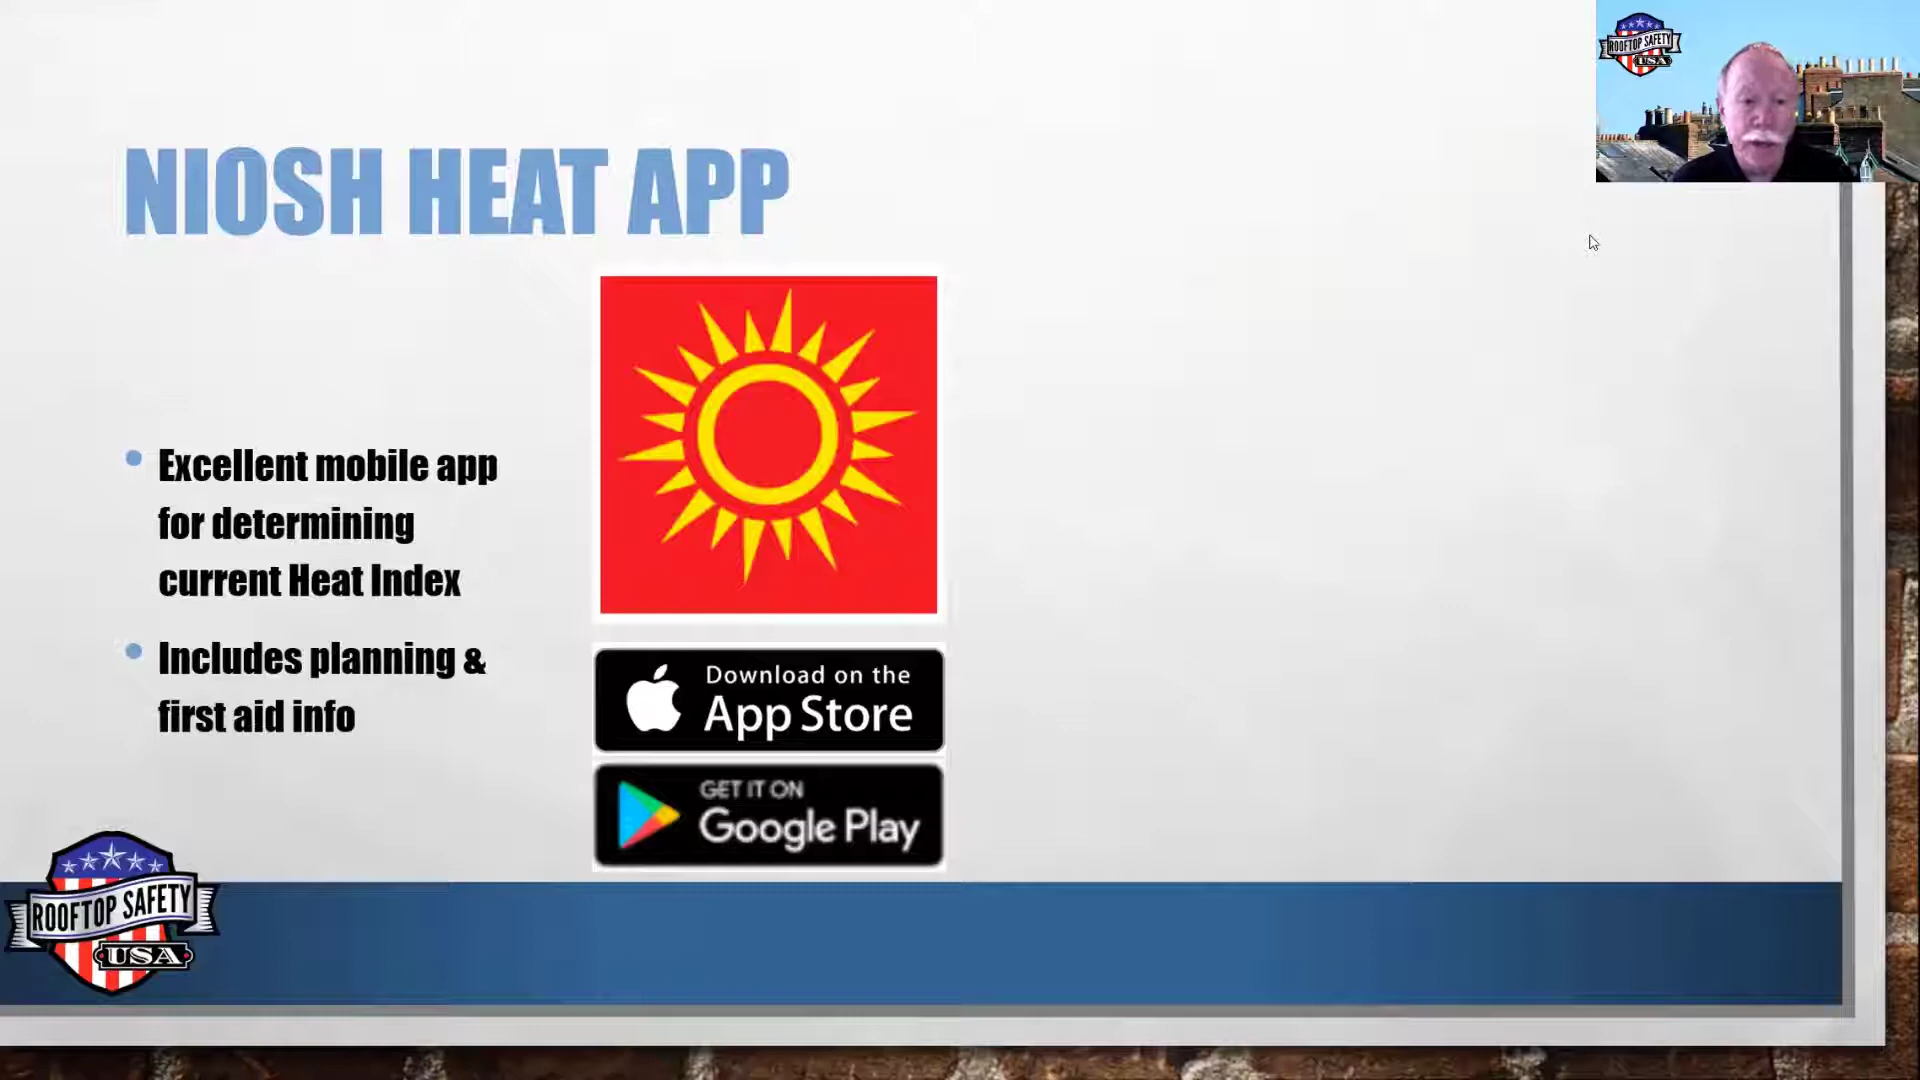 ROOFTOP SAFETY
USA
NIOSH HEAT APP
Excellent mobile app
for determining
current Heat Index
Includes planning &
first aid info
Download on the
App Store
GET IT ON
Google Play
ROOFTOP SAFETY
USA